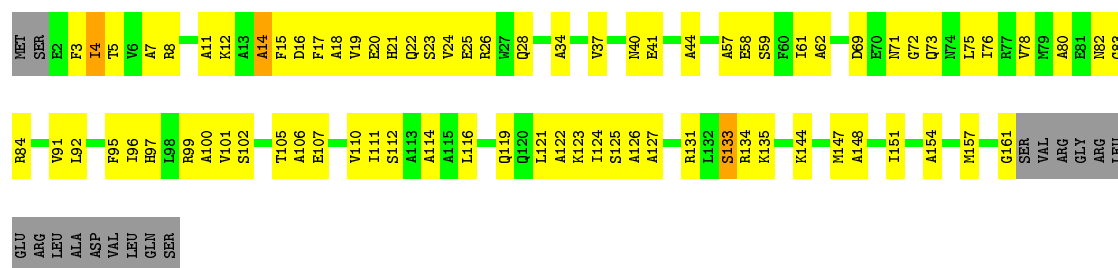 MET SER E2 F3 I4 T5 V6 A7 R8 A11 K12 A13 A14 F15 D16 F17 A18 V19 E20 H21 Q22 S23 V24 E25 R26 W27 Q28 A34 V37 N40 E41 A44 A57 E58 S59 F60 I61 A62 D69 E70 N71 G72 Q73 N74 L75 I76 R77 V78 M79 A80 E81 N82 G83
R84 V91 L92 F95 I96 H97 L98 R99 A100 V101 S102 T105 A106 E107 V110 I111 S112 A113 A114 A115 L116 Q119 Q120 L121 A122 K123 I124 S125 A126 A127 R131 L132 S133 R134 K135 K144 M147 A148 I151 A154 M157 G161 SER VAL ARG GLY ARG LEU
GLU ARG LEU ALA ASP VAL LEU GLN SER